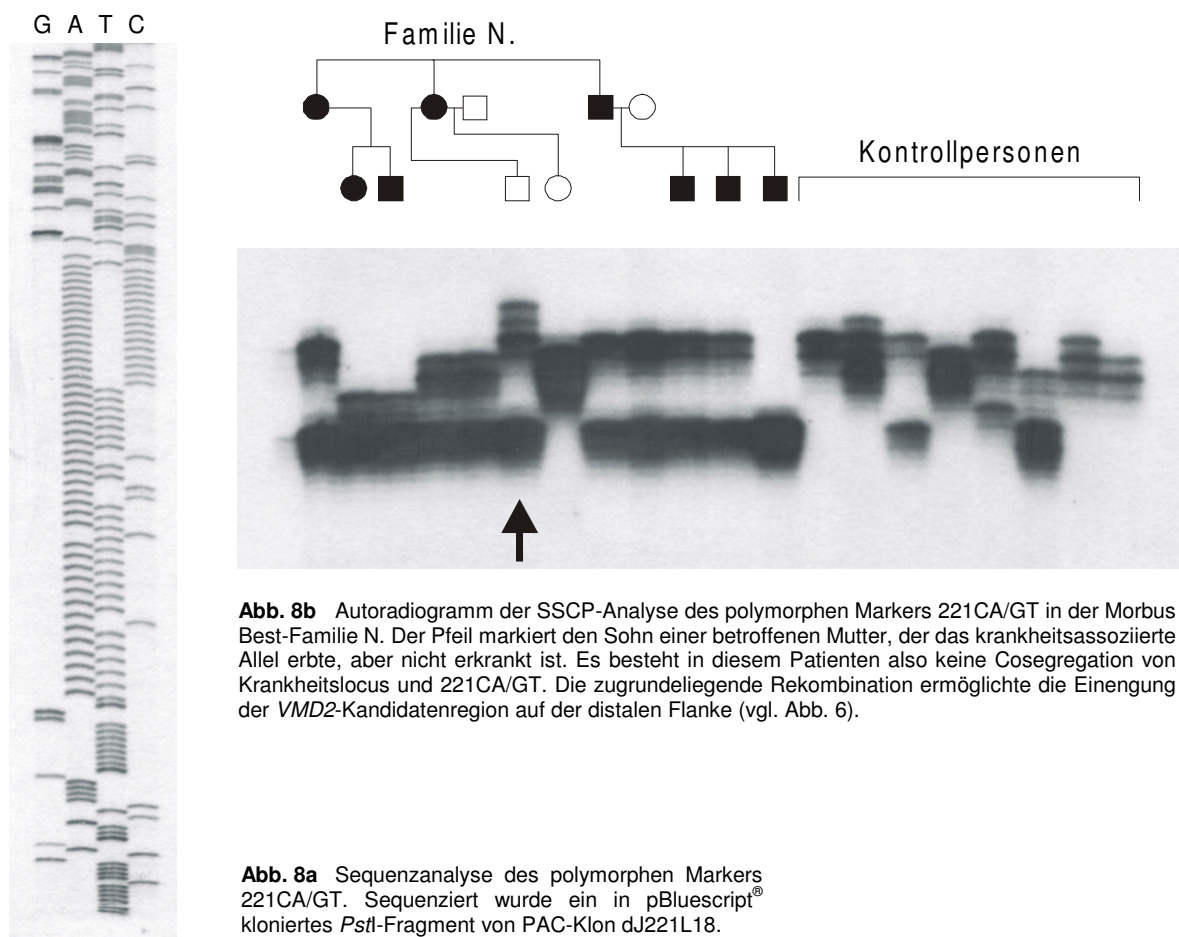 G A T C
Familie N.
Kontrollpersonen
Abb. 8b Autoradiogramm der SSCP-Analyse des polymorphen Markers 221CA/GT in der Morbus
Best-Familie N. Der Pfeil markiert den Sohn einer betroffenen Mutter, der das krankheitsassoziierte
Allel erbte, aber nicht erkrankt ist. Es besteht in diesem Patienten also keine Cosegregation von
Krankheitslocus und 221CA/GT. Die zugrundeliegende Rekombination ermöglichte die Einengung
der VMD2-Kandidatenregion auf der distalen Flanke (vgl. Abb. 6).
Abb. 8a Sequenzanalyse des polymorphen Markers
221CA/GT. Sequenziert wurde ein in pBluescript®
kloniertes PstI-Fragment von PAC-Klon dJ221L18.